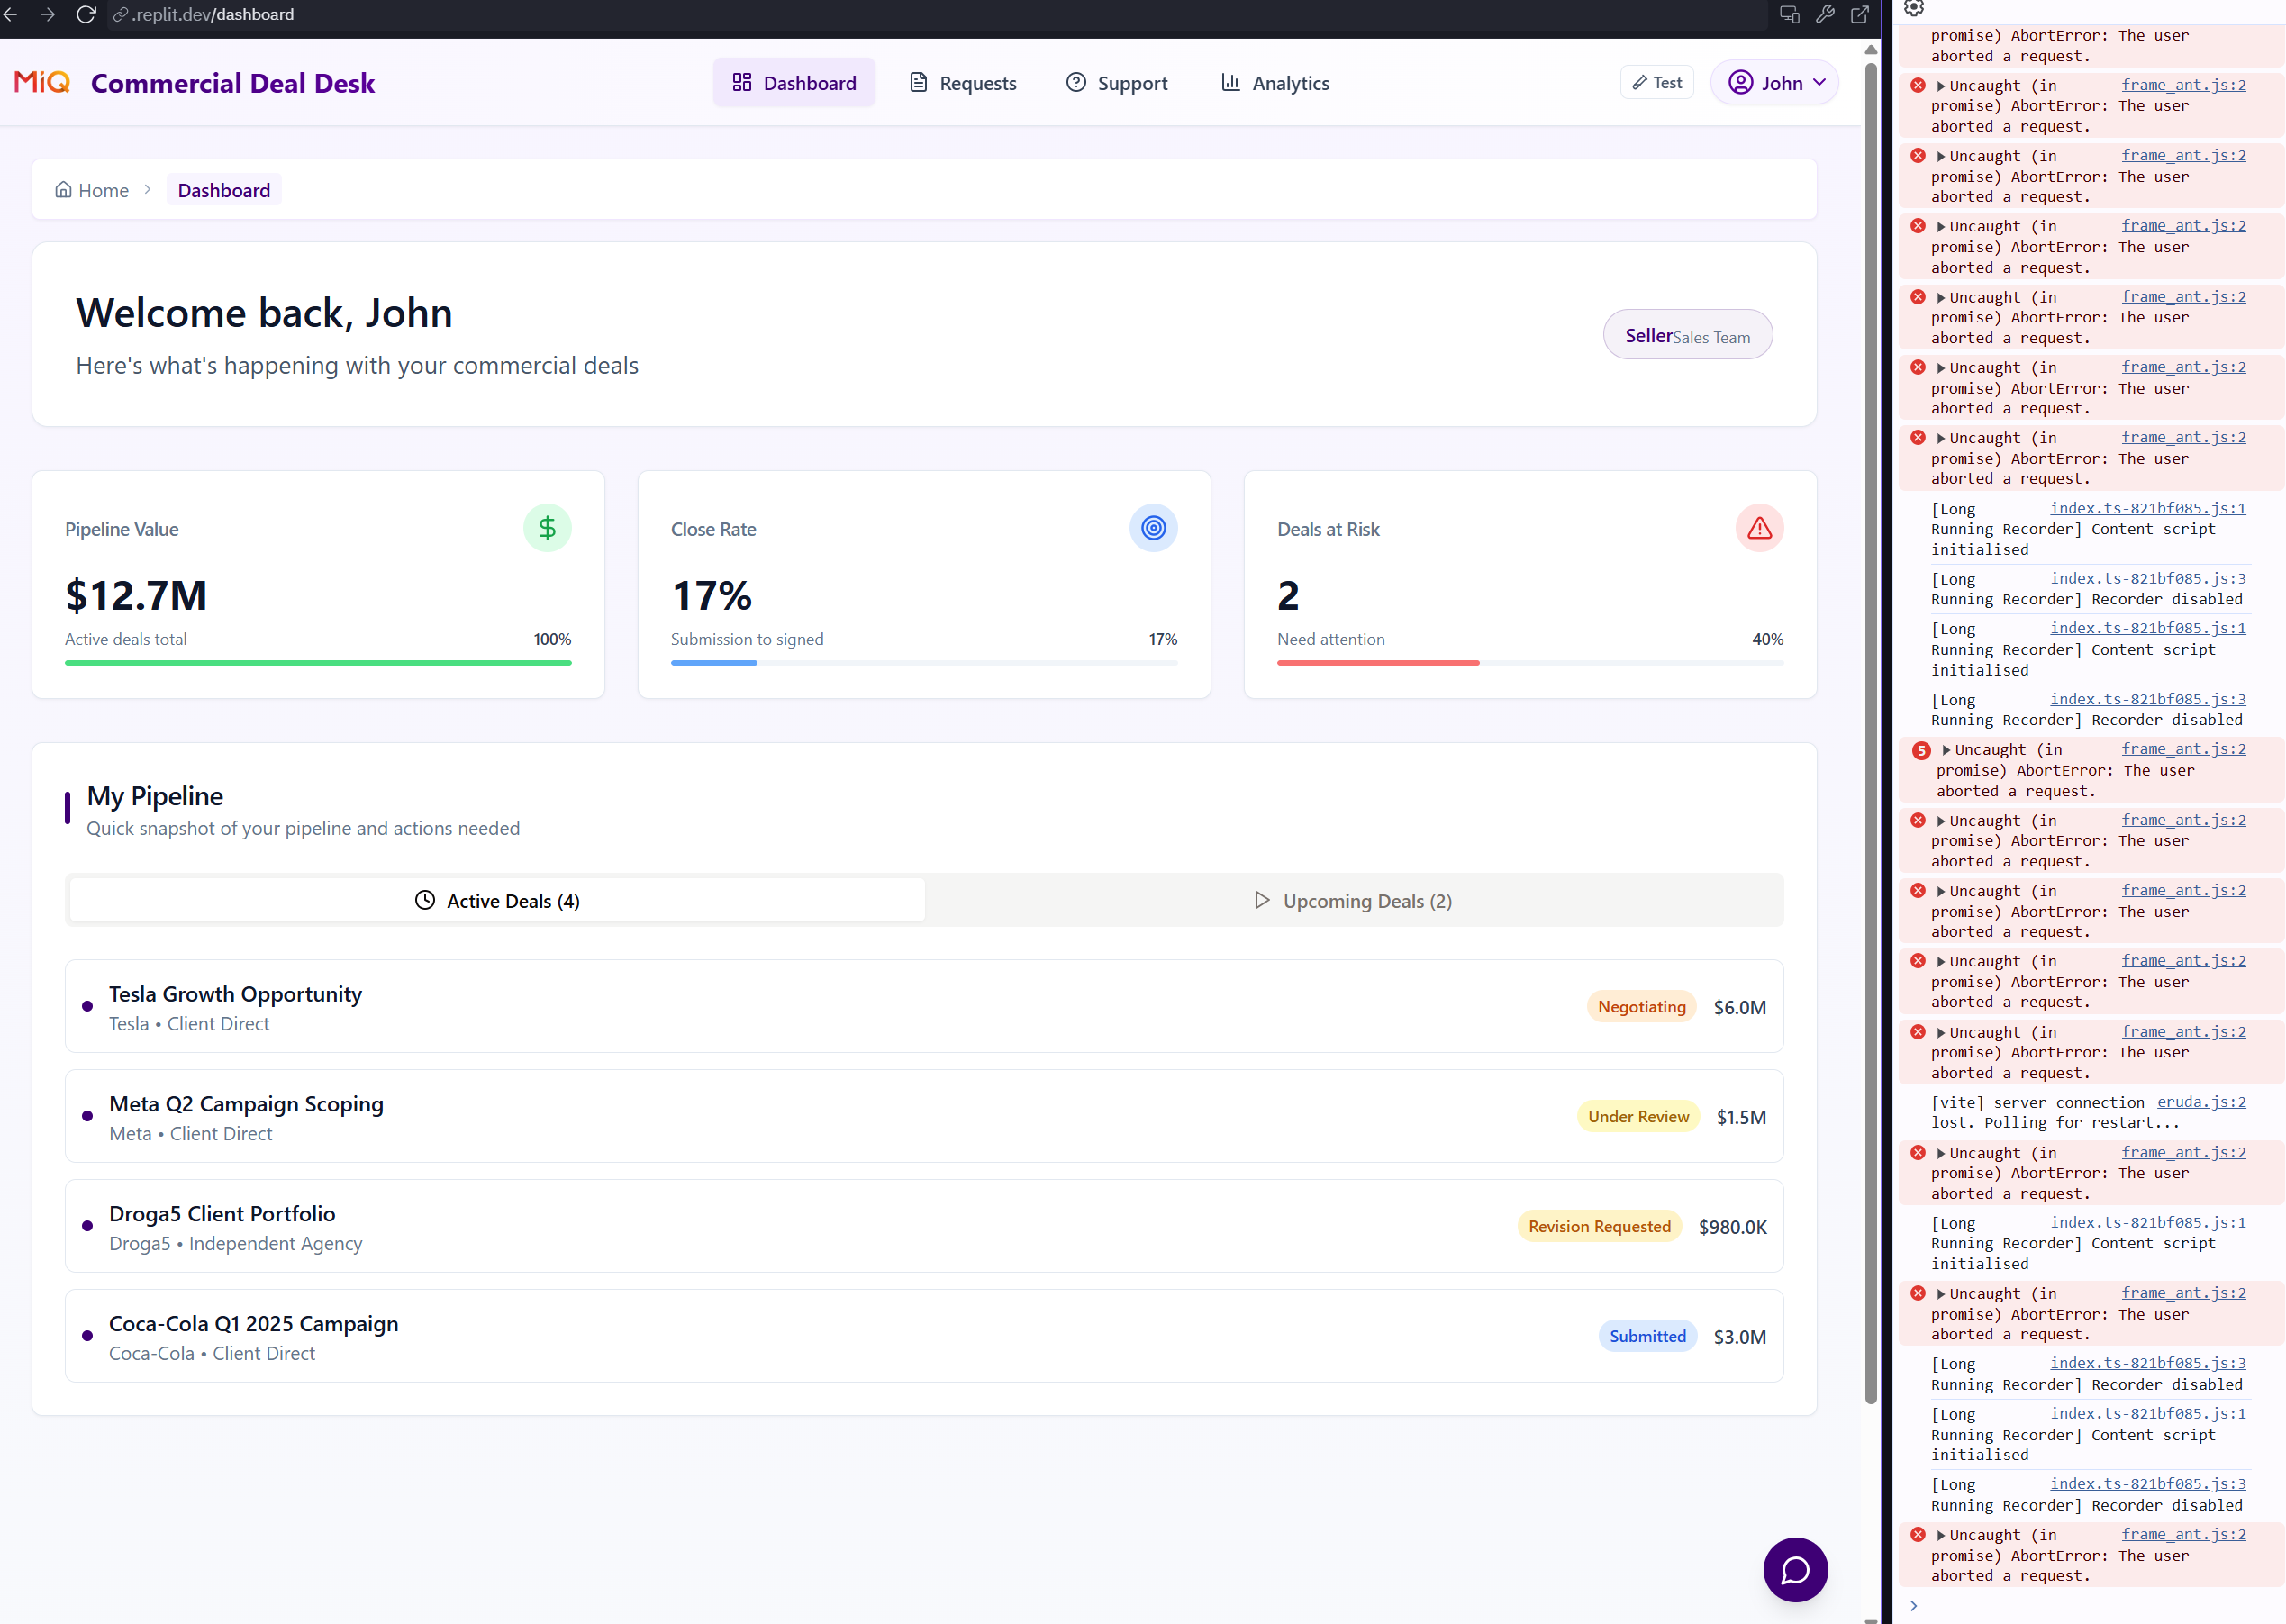 .replit.dev/dashboard
MiQ Commercial Deal Desk
Dashboard
Requests
Support
Analytics
Test
John
Home
Dashboard
Welcome back, John
Here's what's happening with your commercial deals
SellerSales Team
Pipeline Value
$12.7M
Active deals total 100%
Close Rate
17%
Submission to signed 17%
Deals at Risk
2
Need attention 40%
My Pipeline
Quick snapshot of your pipeline and actions needed
Active Deals (4)
Upcoming Deals (2)
Tesla Growth Opportunity
Tesla • Client Direct
Negotiating $6.0M
Meta Q2 Campaign Scoping
Meta • Client Direct
Under Review $1.5M
Droga5 Client Portfolio
Droga5 • Independent Agency
Revision Requested $980.0K
Coca-Cola Q1 2025 Campaign
Coca-Cola • Client Direct
Submitted $3.0M
promise) AbortError: The user
aborted a request.
Uncaught (in frame_ant.js:2
promise) AbortError: The user
aborted a request.
Uncaught (in frame_ant.js:2
promise) AbortError: The user
aborted a request.
Uncaught (in frame_ant.js:2
promise) AbortError: The user
aborted a request.
Uncaught (in frame_ant.js:2
promise) AbortError: The user
aborted a request.
Uncaught (in frame_ant.js:2
promise) AbortError: The user
aborted a request.
Uncaught (in frame_ant.js:2
promise) AbortError: The user
aborted a request.
[Long index.ts-821bf085.js:1
Running Recorder] Content script
initialised
[Long index.ts-821bf085.js:3
Running Recorder] Recorder disabled
[Long index.ts-821bf085.js:1
Running Recorder] Content script
initialised
[Long index.ts-821bf085.js:3
Running Recorder] Recorder disabled
5 Uncaught (in frame_ant.js:2
promise) AbortError: The user
aborted a request.
Uncaught (in frame_ant.js:2
promise) AbortError: The user
aborted a request.
Uncaught (in frame_ant.js:2
promise) AbortError: The user
aborted a request.
Uncaught (in frame_ant.js:2
promise) AbortError: The user
aborted a request.
Uncaught (in frame_ant.js:2
promise) AbortError: The user
aborted a request.
[vite] server connection eruda.js:2
lost. Polling for restart...
Uncaught (in frame_ant.js:2
promise) AbortError: The user
aborted a request.
[Long index.ts-821bf085.js:1
Running Recorder] Content script
initialised
Uncaught (in frame_ant.js:2
promise) AbortError: The user
aborted a request.
[Long index.ts-821bf085.js:3
Running Recorder] Recorder disabled
[Long index.ts-821bf085.js:1
Running Recorder] Content script
initialised
[Long index.ts-821bf085.js:3
Running Recorder] Recorder disabled
Uncaught (in frame_ant.js:2
promise) AbortError: The user
aborted a request.